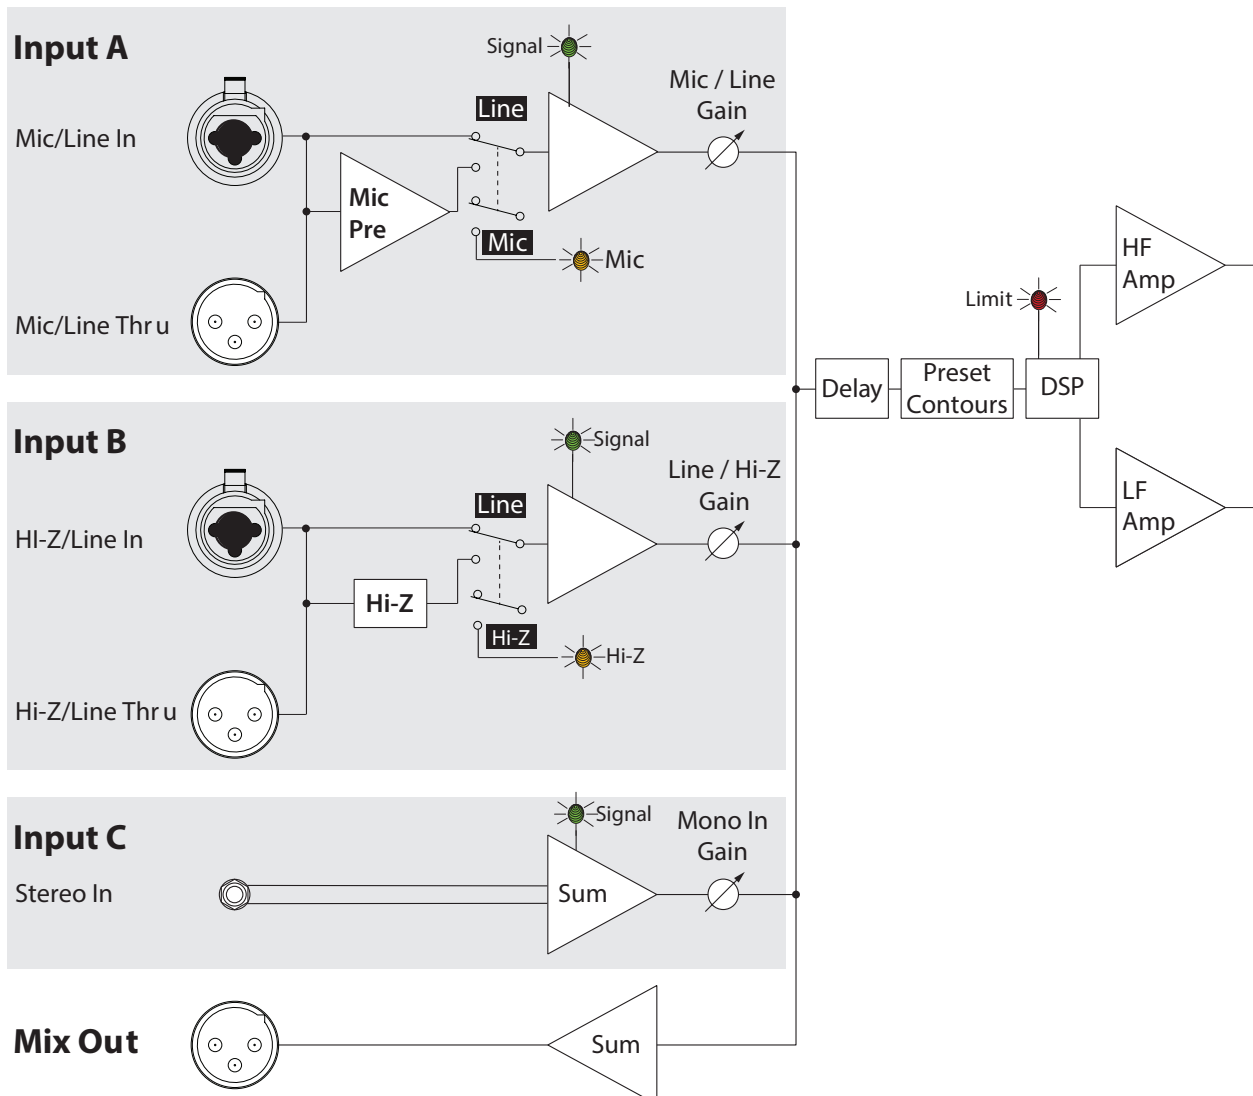 Input A
Signal
Mic / Line
Gain
Line
Mic/Line In
Mic
Pre
Mic
Mic
Mic/Line Thru
HF
Amp
Limit
Delay
Preset
Contours
DSP
LF
Amp
Input B
Signal
Line / Hi-Z
Gain
Line
HI-Z/Line In
Hi-Z
Hi-Z
Hi-Z
Hi-Z/Line Thru
Input C
Signal
Mono In
Gain
Stereo In
Sum
Mix Out
Sum